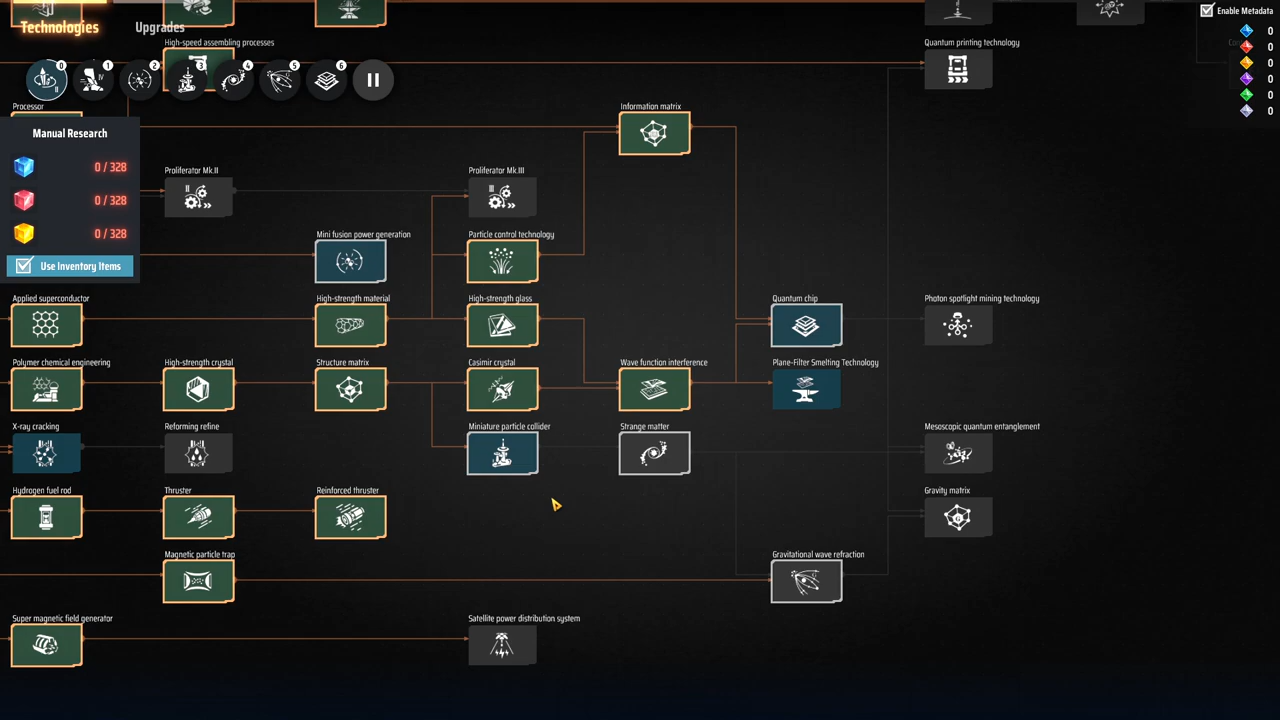 Technologies
Upgrades
Enable Metadata
0
0
0
0
0
0
High-speed assembling processes
Quantum printing technology
0
1
2
3
4
5
6
II
IV
Processor
Information matrix
Manual Research
0 / 328
0 / 328
0 / 328
Use Inventory Items
Proliferator Mk.II
II
Proliferator Mk.III
III
Mini fusion power generation
Particle control technology
Applied superconductor
High-strength material
High-strength glass
Quantum chip
Photon spotlight mining technology
Polymer chemical engineering
High-strength crystal
Structure matrix
Casimir crystal
Wave function interference
Plane-Filter Smelting Technology
X-ray cracking
Reforming refine
Miniature particle collider
Strange matter
Mesoscopic quantum entanglement
Hydrogen fuel rod
Thruster
Reinforced thruster
Gravity matrix
Magnetic particle trap
Gravitational wave refraction
Super magnetic field generator
Satellite power distribution system